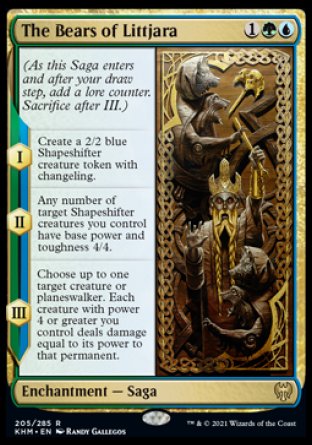 The Bears of Littjara 1
(As this Saga enters
and after your draw
step, add a lore counter.
Sacrifice after III.)
I
Create a 2/2 blue
Shapeshifter
creature token with
changeling.
II
Any number of
target Shapeshifter
creatures you control
have base power and
toughness 4/4.
III
Choose up to one
target creature or
planeswalker. Each
creature with power
4 or greater you
control deals damage
equal to its power to
that permanent.
Enchantment — Saga
205/285 R
KHM • EN RANDY GALLEGOS
™ & © 2021 Wizards of the Coast